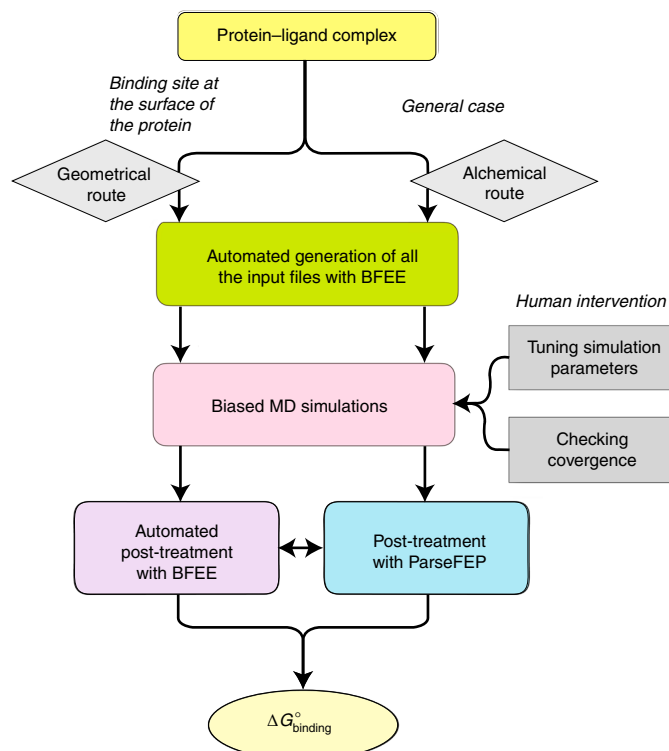 Protein–ligand complex
Binding site at
the surface of
the protein
General case
Geometrical
route
Alchemical
route
Automated generation of all
the input files with BFEE
Human intervention
Tuning simulation
parameters
Biased MD simulations
Checking
covergence
Automated
post-treatment
with BFEE
Post-treatment
with ParseFEP
ΔG°binding